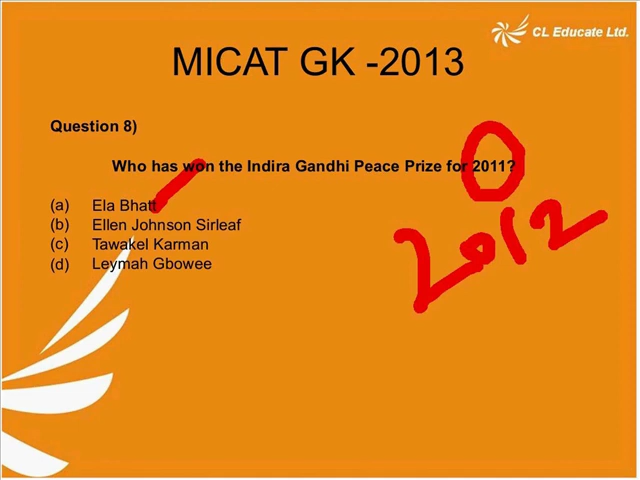 CL Educate Ltd.
MICAT GK -2013
Question 8)
Who has won the Indira Gandhi Peace Prize for 2011?
(a) Ela Bhatt
(b) Ellen Johnson Sirleaf
(c) Tawakel Karman
(d) Leymah Gbowee
2012